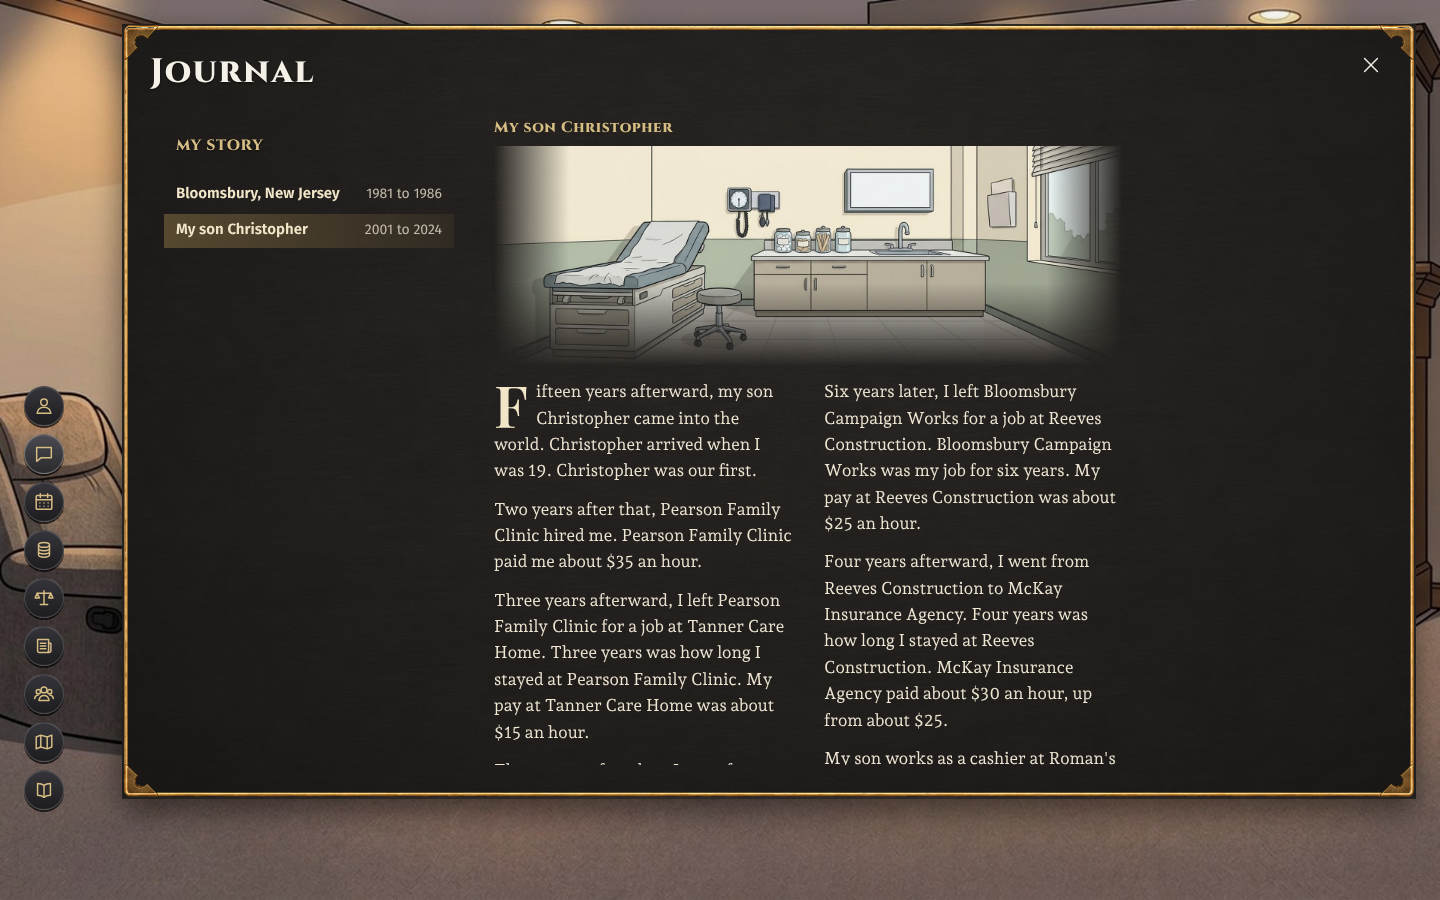 Journal
My Story
Bloomsbury, New Jersey 1981 to 1986
My son Christopher 2001 to 2024
My son Christopher
Fifteen years afterward, my son
Christopher came into the
world. Christopher arrived when I
was 19. Christopher was our first.
Two years after that, Pearson Family
Clinic hired me. Pearson Family Clinic
paid me about $35 an hour.
Three years afterward, I left Pearson
Family Clinic for a job at Tanner Care
Home. Three years was how long I
stayed at Pearson Family Clinic. My
pay at Tanner Care Home was about
$15 an hour.
Six years later, I left Bloomsbury
Campaign Works for a job at Reeves
Construction. Bloomsbury Campaign
Works was my job for six years. My
pay at Reeves Construction was about
$25 an hour.
Four years afterward, I went from
Reeves Construction to McKay
Insurance Agency. Four years was
how long I stayed at Reeves
Construction. McKay Insurance
Agency paid about $30 an hour, up
from about $25.
My son works as a cashier at Roman's